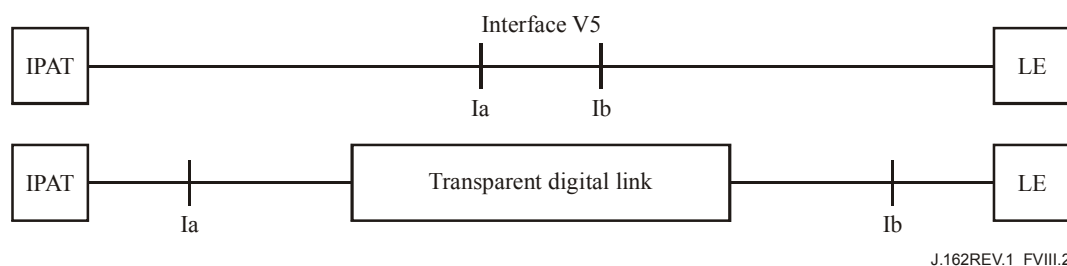 Interface V5
IPAT
LE
Ia
Ib
IPAT
Transparent digital link
LE
Ia
Ib
J.162REV.1_FVIII.2